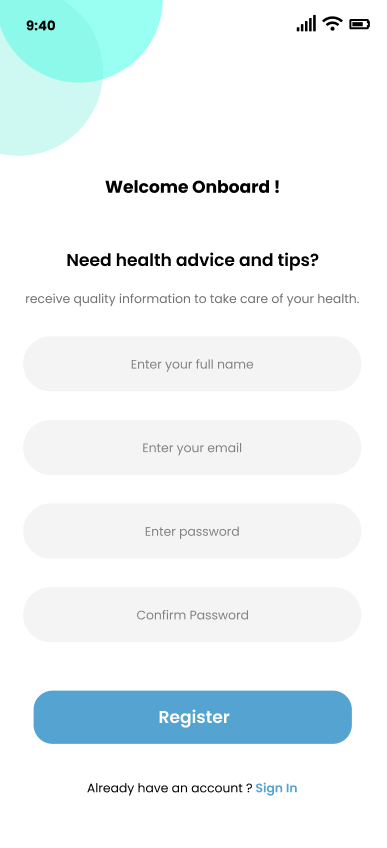 9:40
Welcome Onboard !
Need health advice and tips?
receive quality information to take care of your health.
Enter your full name
Enter your email
Enter password
Confirm Password
Register
Already have an account ? Sign In